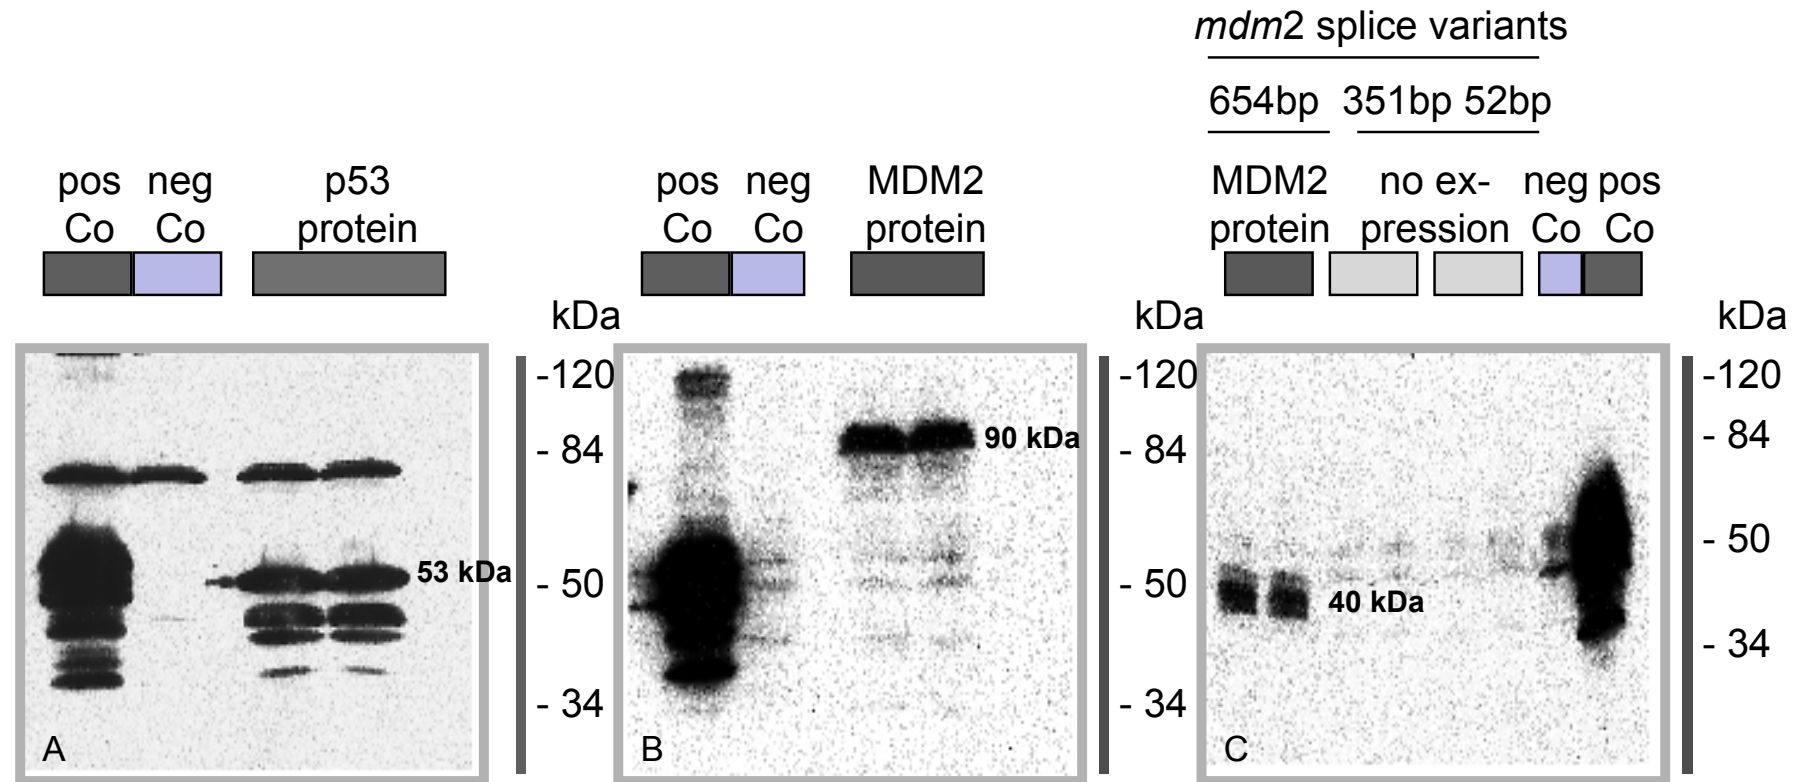 mdm2 splice variants
654bp 351bp 52bp
pos neg p53
Co Co protein
pos neg MDM2
Co Co protein
MDM2 no ex- neg pos
protein pression Co Co
kDa
-120
- 84
53 kDa
- 50
- 34
A
kDa
-120
90 kDa
- 84
- 50
- 34
B
kDa
-120
- 84
- 50
40 kDa
- 34
C